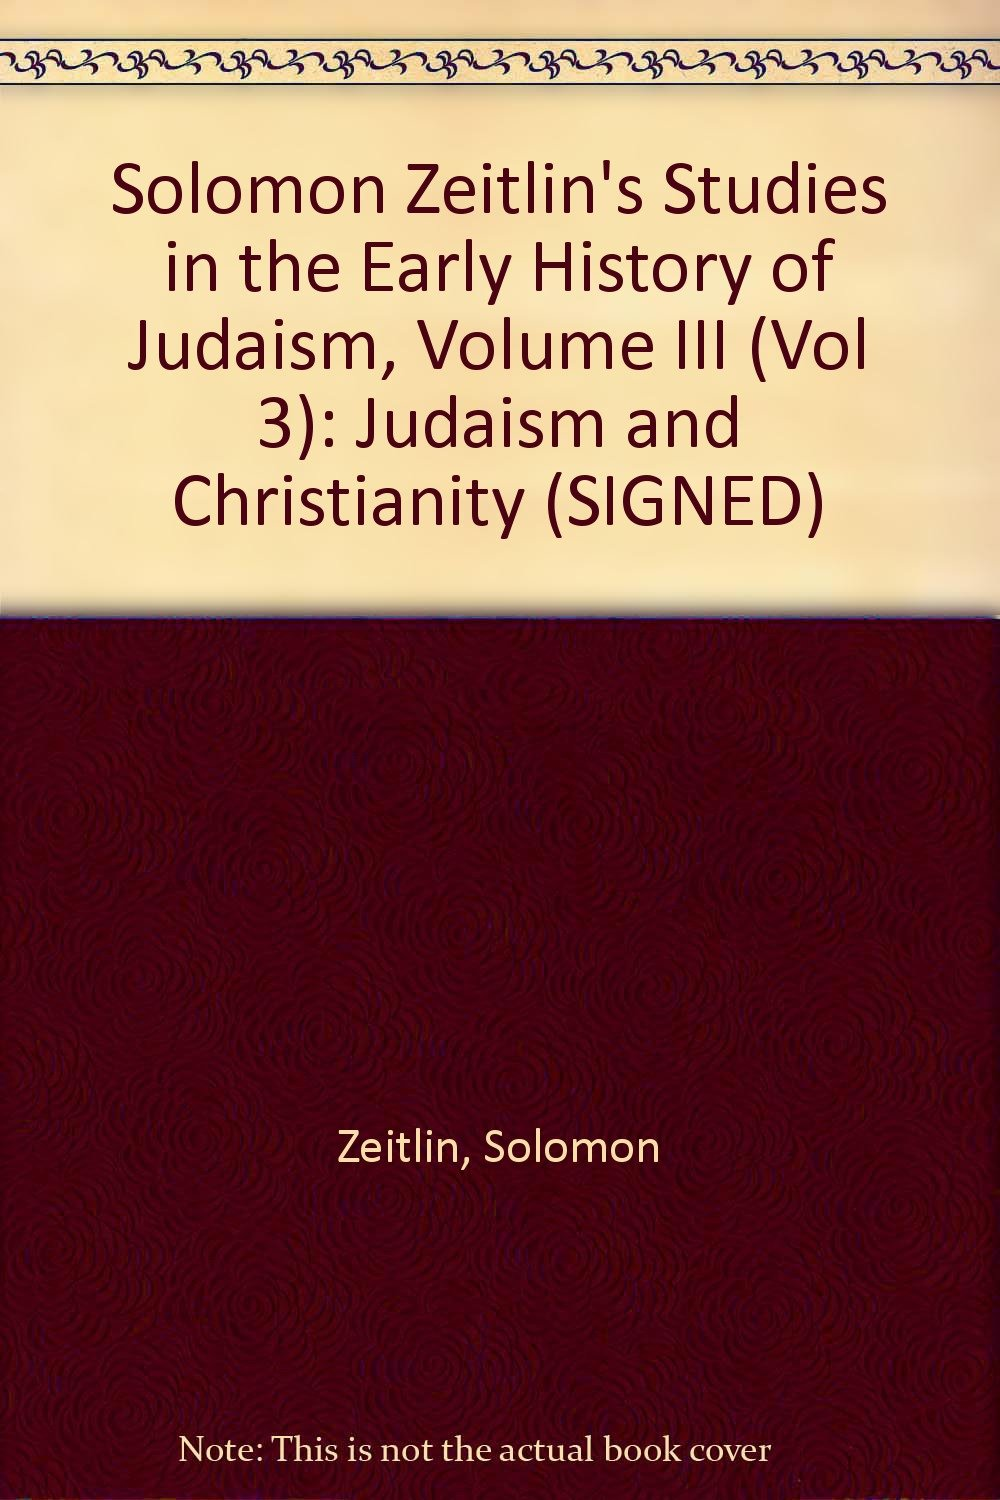 Solomon Zeitlin's Studies
in the Early History of
Judaism, Volume III (Vol
3): Judaism and
Christianity (SIGNED)
Zeitlin, Solomon
Note: This is not the actual book cover